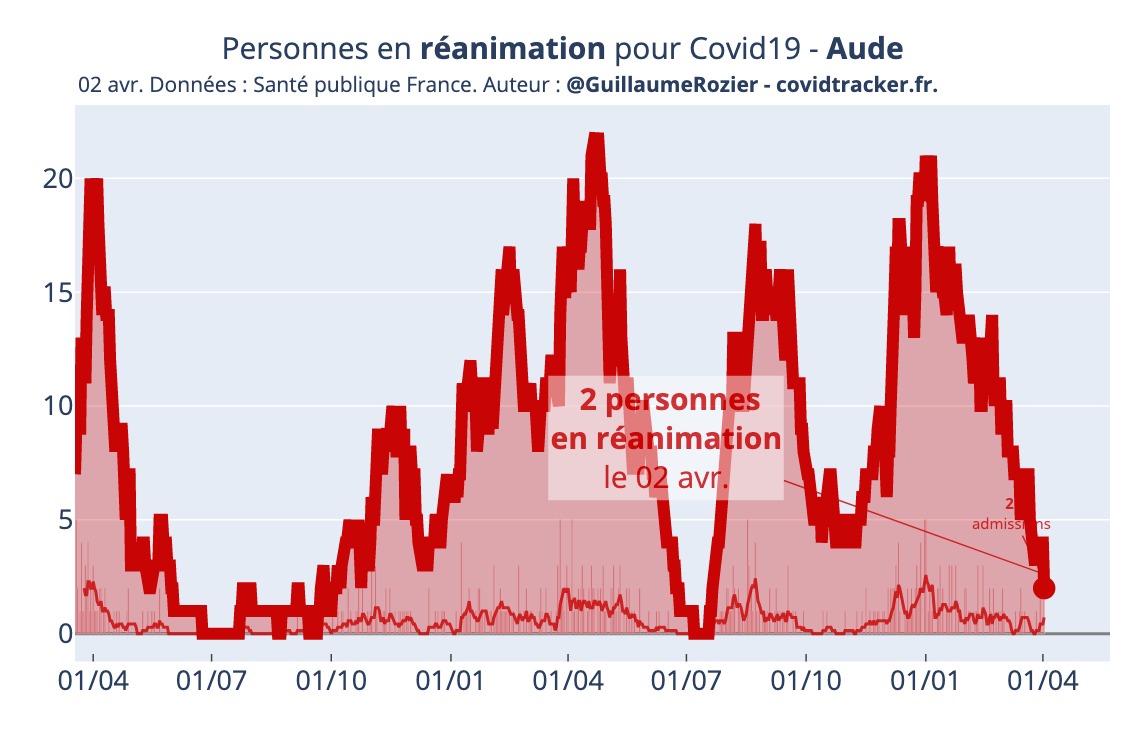 Personnes en réanimation pour Covid19 - Aude
02 avr. Données : Santé publique France. Auteur : @GuillaumeRozier - covidtracker.fr.
20
15
10
5
0
2 personnes
en réanimation
le 02 avr.
2
admissions
01/04
01/07
01/10
01/01
01/04
01/07
01/10
01/01
01/04